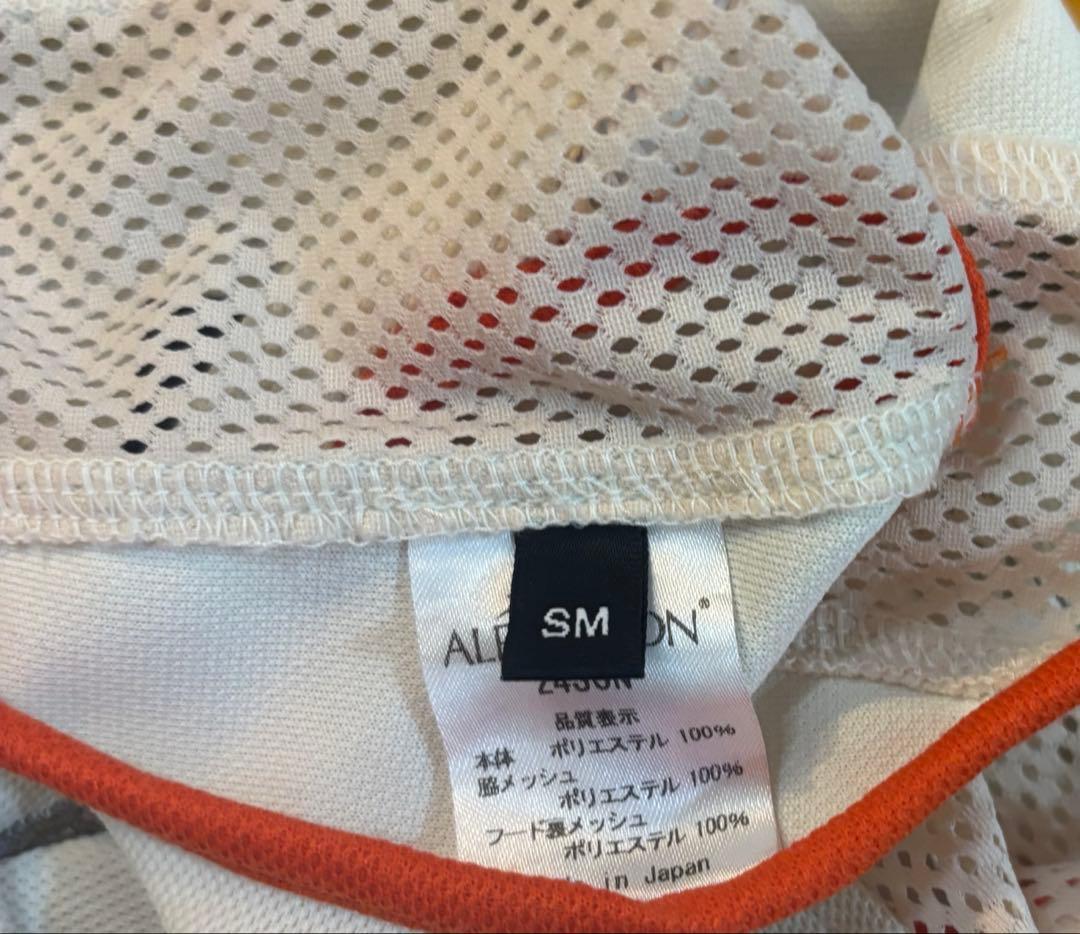 SM
ALE ON®
品質表示
本体 ポリエステル 100%
脇メッシュ
ポリエステル 100%
フード裏メッシュ
ポリエステル 100%
in Japan